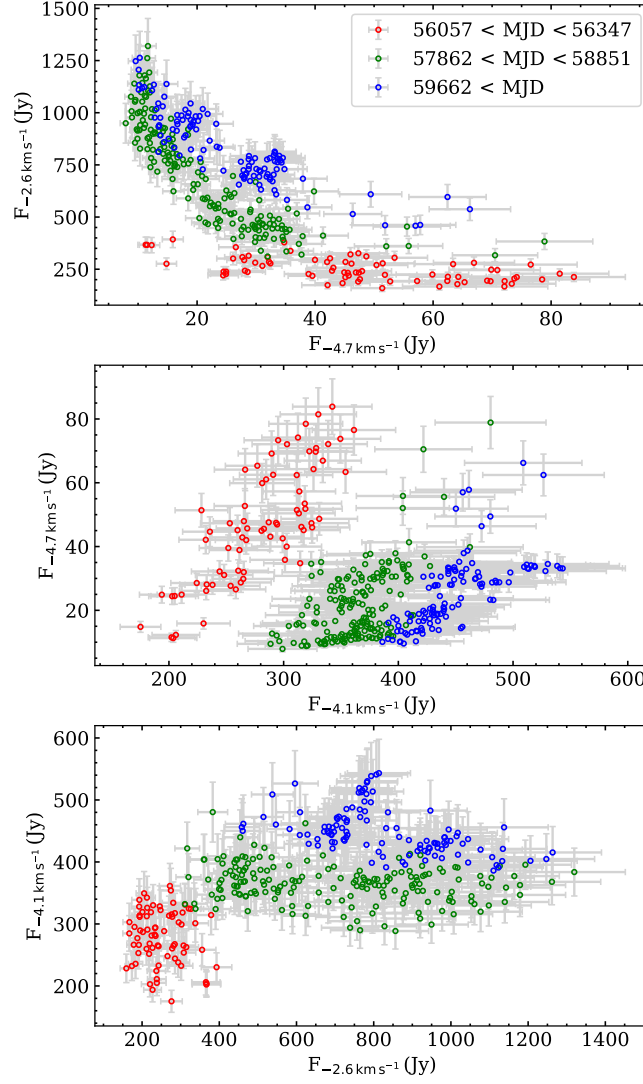 1500
1250
1000
750
500
250
F−2.6 km s−1 (Jy)
56057 < MJD < 56347
57862 < MJD < 58851
59662 < MJD
20 40 60 80
F−4.7 km s−1 (Jy)
80
60
40
20
F−4.7 km s−1 (Jy)
200 300 400 500 600
F−4.1 km s−1 (Jy)
600
500
400
300
200
F−4.1 km s−1 (Jy)
200 400 600 800 1000 1200 1400
F−2.6 km s−1 (Jy)